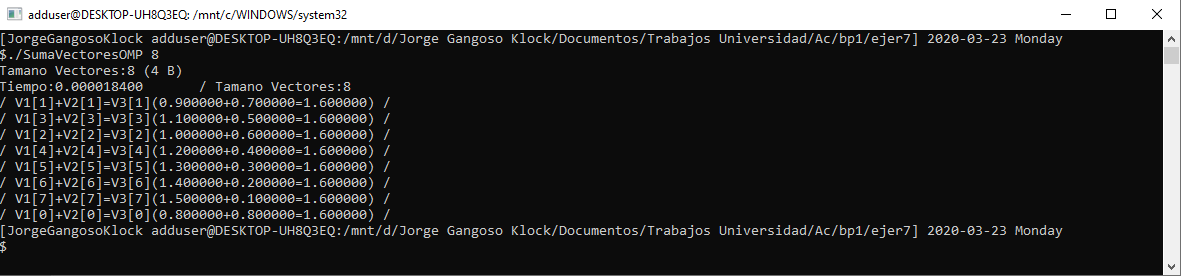 adduser@DESKTOP-UH8Q3EQ: /mnt/c/WINDOWS/system32
[JorgeGangosoKlock adduser@DESKTOP-UH8Q3EQ:/mnt/d/Jorge Gangoso Klock/Documentos/Trabajos Universidad/Ac/bp1/ejer7] 2020-03-23 Monday
$./SumaVectoresOMP 8
Tamano Vectores:8 (4 B)
Tiempo:0.000018400       / Tamano Vectores:8
/ V1[1]+V2[1]=V3[1](0.900000+0.700000=1.600000) /
/ V1[3]+V2[3]=V3[3](1.100000+0.500000=1.600000) /
/ V1[2]+V2[2]=V3[2](1.000000+0.600000=1.600000) /
/ V1[4]+V2[4]=V3[4](1.200000+0.400000=1.600000) /
/ V1[5]+V2[5]=V3[5](1.300000+0.300000=1.600000) /
/ V1[6]+V2[6]=V3[6](1.400000+0.200000=1.600000) /
/ V1[7]+V2[7]=V3[7](1.500000+0.100000=1.600000) /
/ V1[0]+V2[0]=V3[0](0.800000+0.800000=1.600000) /
[JorgeGangosoKlock adduser@DESKTOP-UH8Q3EQ:/mnt/d/Jorge Gangoso Klock/Documentos/Trabajos Universidad/Ac/bp1/ejer7] 2020-03-23 Monday
$